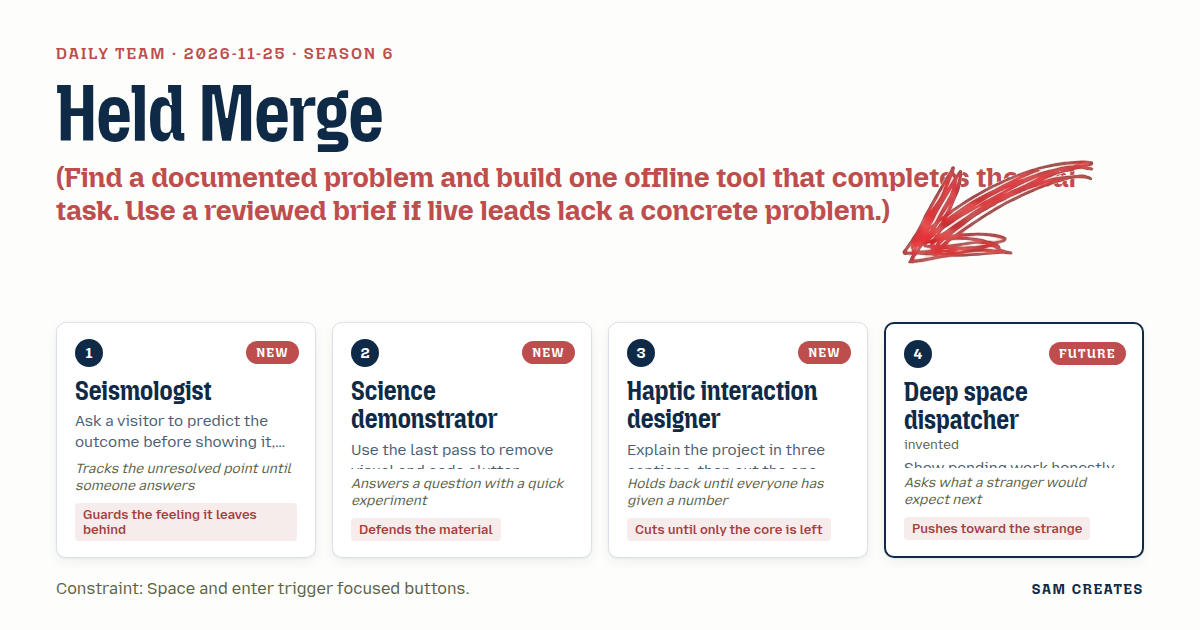 DAILY TEAM · 2026-11-25 · SEASON 6
Held Merge
(Find a documented problem and build one offline tool that completes the
task. Use a reviewed brief if live leads lack a concrete problem.)
1
NEW
Seismologist
Ask a visitor to predict the
outcome before showing it,...
Tracks the unresolved point until
someone answers
Guards the feeling it leaves
behind
2
NEW
Science
demonstrator
Use the last pass to remove
Answers a question with a quick
experiment
Defends the material
3
NEW
Haptic interaction
designer
Explain the project in three
Holds back until everyone has
given a number
Cuts until only the core is left
4
FUTURE
Deep space
dispatcher
invented
Show pending work honestly
Asks what a stranger would
expect next
Pushes toward the strange
Constraint: Space and enter trigger focused buttons.
SAM CREATES